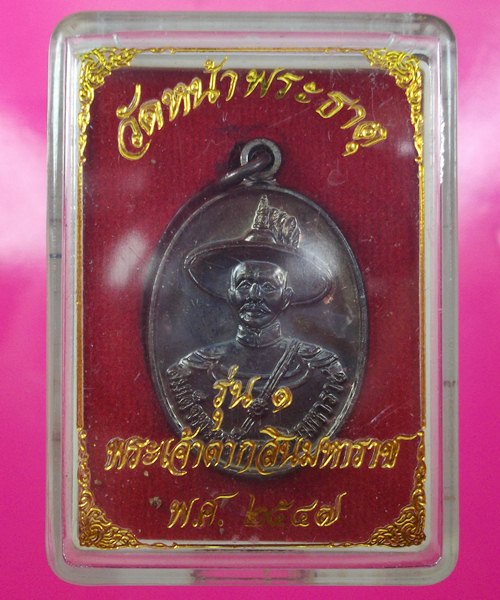 วัดหน้าพระธาตุ
รุ่น ๑
พระเจ้าตากสินมหาราช
พ.ศ. ๒๕๔๗